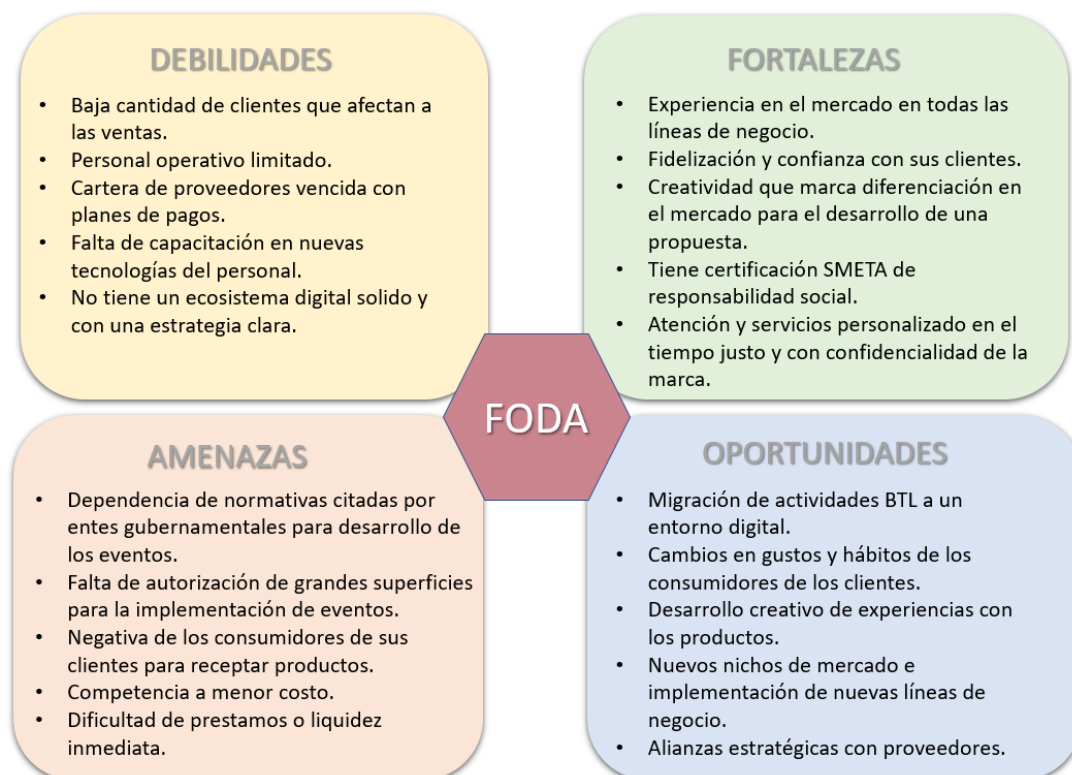 DEBILIDADES
• Baja cantidad de clientes que afectan a
las ventas.
• Personal operativo limitado.
• Cartera de proveedores vencida con
planes de pagos.
• Falta de capacitación en nuevas
tecnologías del personal.
• No tiene un ecosistema digital solido y
con una estrategia clara.
FORTALEZAS
• Experiencia en el mercado en todas las
líneas de negocio.
• Fidelización y confianza con sus clientes.
• Creatividad que marca diferenciación en
el mercado para el desarrollo de una
propuesta.
• Tiene certificación SMETA de
responsabilidad social.
• Atención y servicios personalizado en el
tiempo justo y con confidencialidad de la
marca.
FODA
AMENAZAS
• Dependencia de normativas citadas por
entes gubernamentales para desarrollo de
los eventos.
• Falta de autorización de grandes superficies
para la implementación de eventos.
• Negativa de los consumidores de sus
clientes para receptar productos.
• Competencia a menor costo.
• Dificultad de prestamos o liquidez
inmediata.
OPORTUNIDADES
• Migración de actividades BTL a un
entorno digital.
• Cambios en gustos y hábitos de los
consumidores de los clientes.
• Desarrollo creativo de experiencias con
los productos.
• Nuevos nichos de mercado e
implementación de nuevas líneas de
negocio.
• Alianzas estratégicas con proveedores.